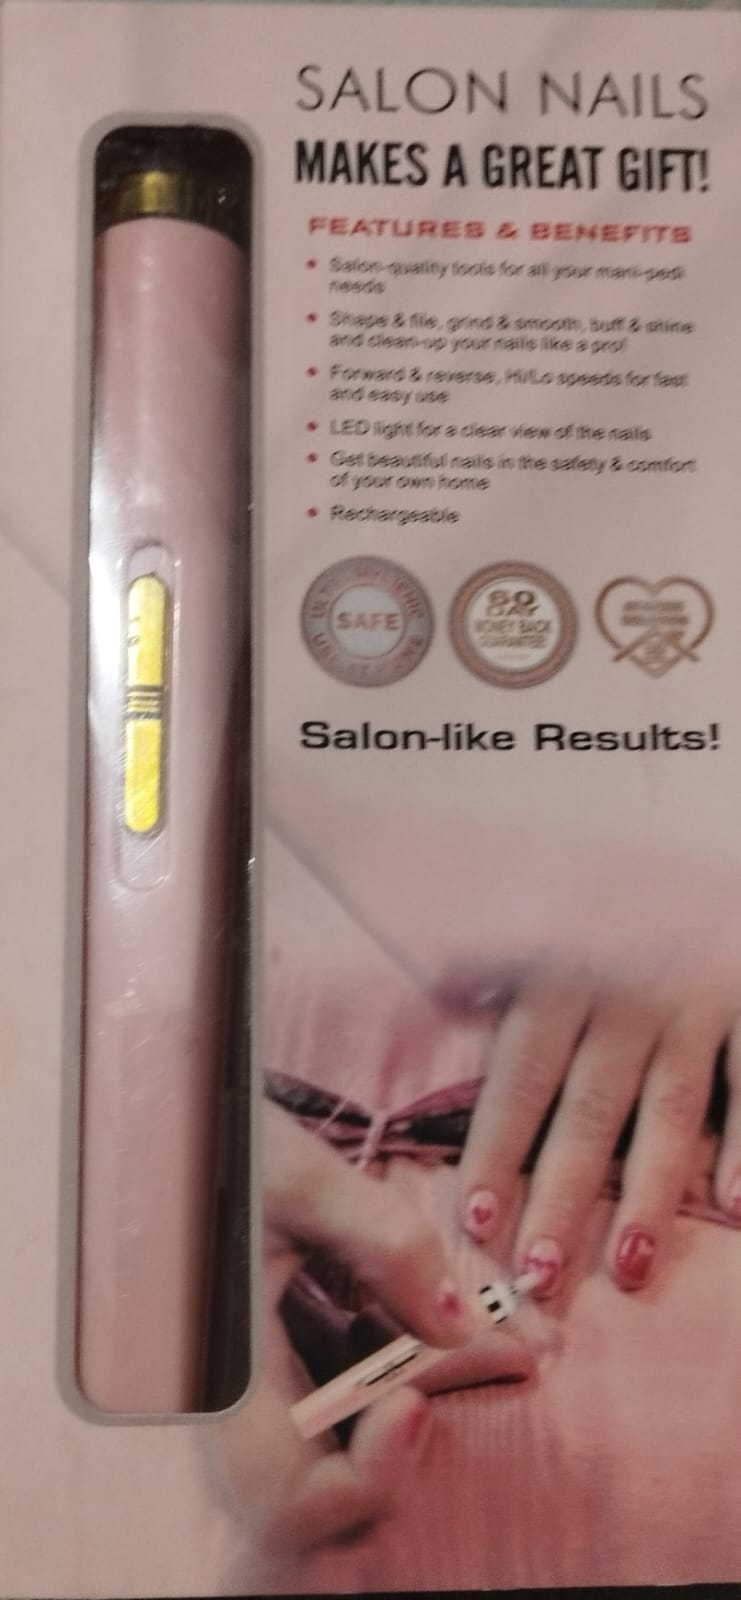 SALON NAILS
MAKES A GREAT GIFT!
FEATURES & BENEFITS
Salon-quality tools for all your mani-pedi
needs
Shape & file, grind & smooth, buff & shine
and clean-up your nails like a pro!
Forward & reverse, Hi/Lo speeds for fast
and easy use
LED light for a clear view of the nails
Get beautiful nails in the safety & comfort
of your own home
Rechargeable
SAFE
DAY
MONEY BACK
GUARANTEE
Salon-like Results!